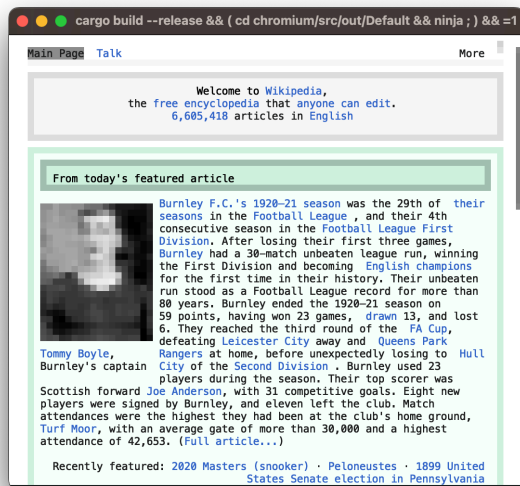 cargo build --release && ( cd chromium/src/out/Default && ninja ; ) && =1
Main Page Talk More
Welcome to Wikipedia,
the free encyclopedia that anyone can edit.
6,605,418 articles in English
From today's featured article
Burnley F.C.'s 1920–21 season was the 29th of their
seasons in the Football League , and their 4th
consecutive season in the Football League First
Division. After losing their first three games,
Burnley had a 30-match unbeaten league run, winning
the First Division and becoming English champions
for the first time in their history. Their unbeaten
run stood as a Football League record for more than
80 years. Burnley ended the 1920–21 season on
59 points, having won 23 games, drawn 13, and lost
6. They reached the third round of the FA Cup,
defeating Leicester City away and Queens Park
Tommy Boyle, Rangers at home, before unexpectedly losing to Hull
Burnley's captain City of the Second Division . Burnley used 23
players during the season. Their top scorer was
Scottish forward Joe Anderson, with 31 competitive goals. Eight new
players were signed by Burnley, and eleven left the club. Match
attendances were the highest they had been at the club's home ground,
Turf Moor, with an average gate of more than 30,000 and a highest
attendance of 42,653. (Full article...)
Recently featured: 2020 Masters (snooker) · Peloneustes · 1899 United
States Senate election in Pennsylvania